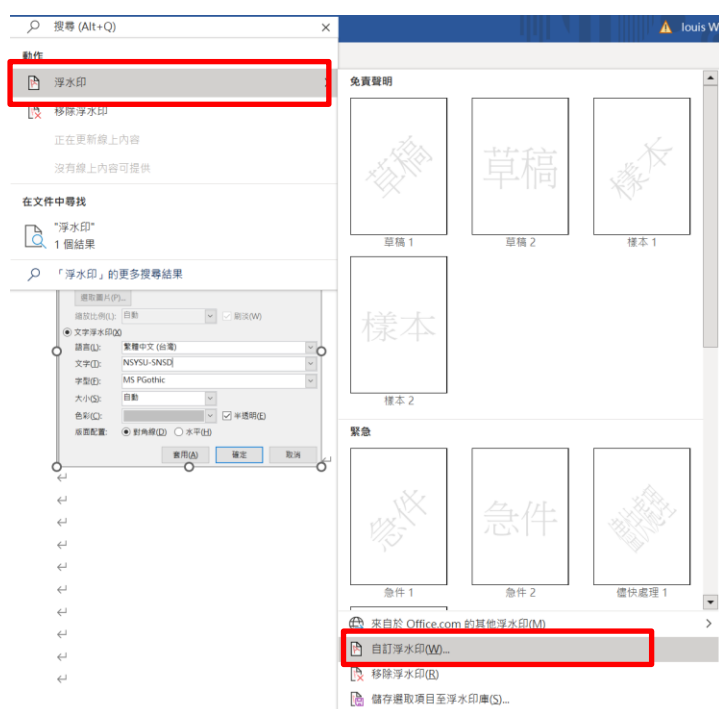 搜尋 (Alt+Q)
louis W
動作
浮水印
移除浮水印
正在更新線上內容
沒有線上內容可提供
在文件中尋找
"浮水印"
1 個結果
「浮水印」的更多搜尋結果
選取圖片(P)...
縮放比例(L): 自動 刷淡(W)
文字浮水印(X)
語言(L): 繁體中文 (台灣)
文字(T): NSYSU-SNSD
字型(F): MS PGothic
大小(S): 自動
色彩(C): 半透明(E)
版面配置: 對角線(D) 水平(H)
套用(A) 確定 取消
免責聲明
草稿 草稿 樣本
草稿 1 草稿 2 樣本 1
樣本
樣本 2
緊急
急件 急件 儘快處理
急件 1 急件 2 儘快處理 1
來自於 Office.com 的其他浮水印(M)
自訂浮水印(W)...
移除浮水印(R)
儲存選取項目至浮水印庫(S)...